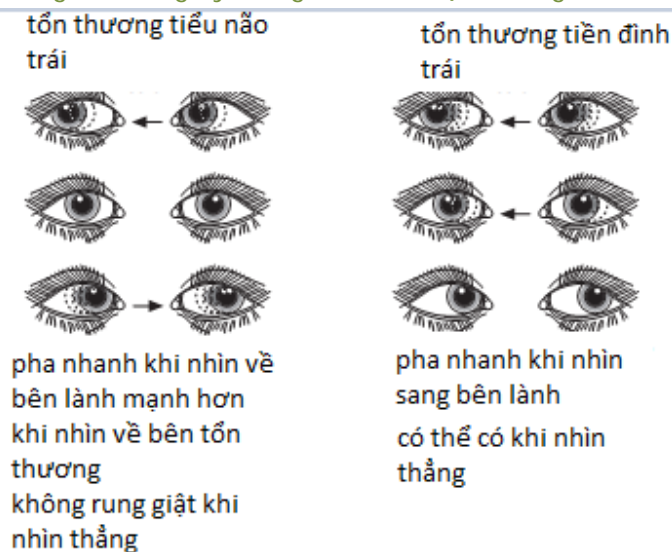 tổn thương tiểu não
trái
tổn thương tiền đình
trái
pha nhanh khi nhìn về
bên lành mạnh hơn
khi nhìn về bên tổn
thương
không rung giật khi
nhìn thẳng
pha nhanh khi nhìn
sang bên lành
có thể có khi nhìn
thẳng